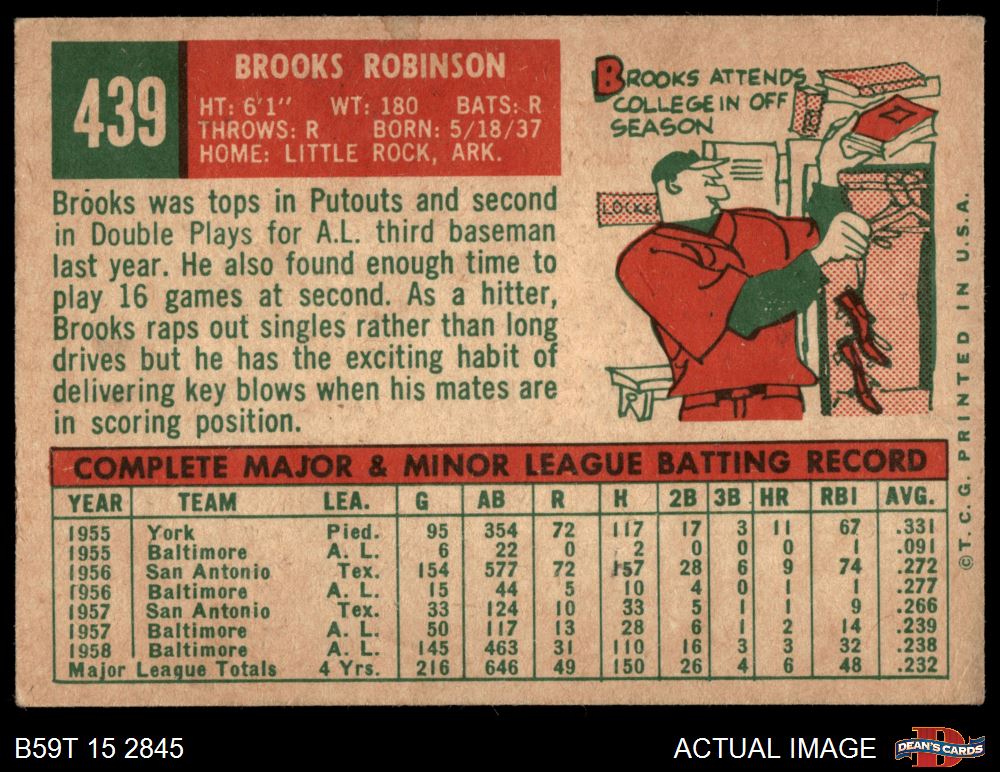 439
BROOKS ROBINSON
HT: 6'1" WT: 180 BATS: R
THROWS: R BORN: 5/18/37
HOME: LITTLE ROCK, ARK.
BROOKS ATTENDS
COLLEGE IN OFF
SEASON
LOCKE
Brooks was tops in Putouts and second
in Double Plays for A.L. third baseman
last year. He also found enough time to
play 16 games at second. As a hitter,
Brooks raps out singles rather than long
drives but he has the exciting habit of
delivering key blows when his mates are
in scoring position.
COMPLETE MAJOR & MINOR LEAGUE BATTING RECORD
YEAR TEAM LEA. G AB R H 2B 3B HR RBI AVG.
1955 York Pied. 95 354 72 117 17 3 11 67 .331
1955 Baltimore A. L. 6 22 0 2 0 0 0 1 .091
1956 San Antonio Tex. 154 577 72 157 28 6 9 74 .272
1956 Baltimore A. L. 15 44 5 10 4 0 1 1 .277
1957 San Antonio Tex. 33 124 10 33 5 1 1 9 .266
1957 Baltimore A. L. 50 117 13 28 6 1 2 14 .239
1958 Baltimore A. L. 145 463 31 110 16 3 3 32 .238
Major League Totals 4 Yrs. 216 646 49 150 26 4 6 48 .232
© T. C. G. PRINTED IN U.S.A.
B59T 15 2845
ACTUAL IMAGE
DEAN'S CARDS